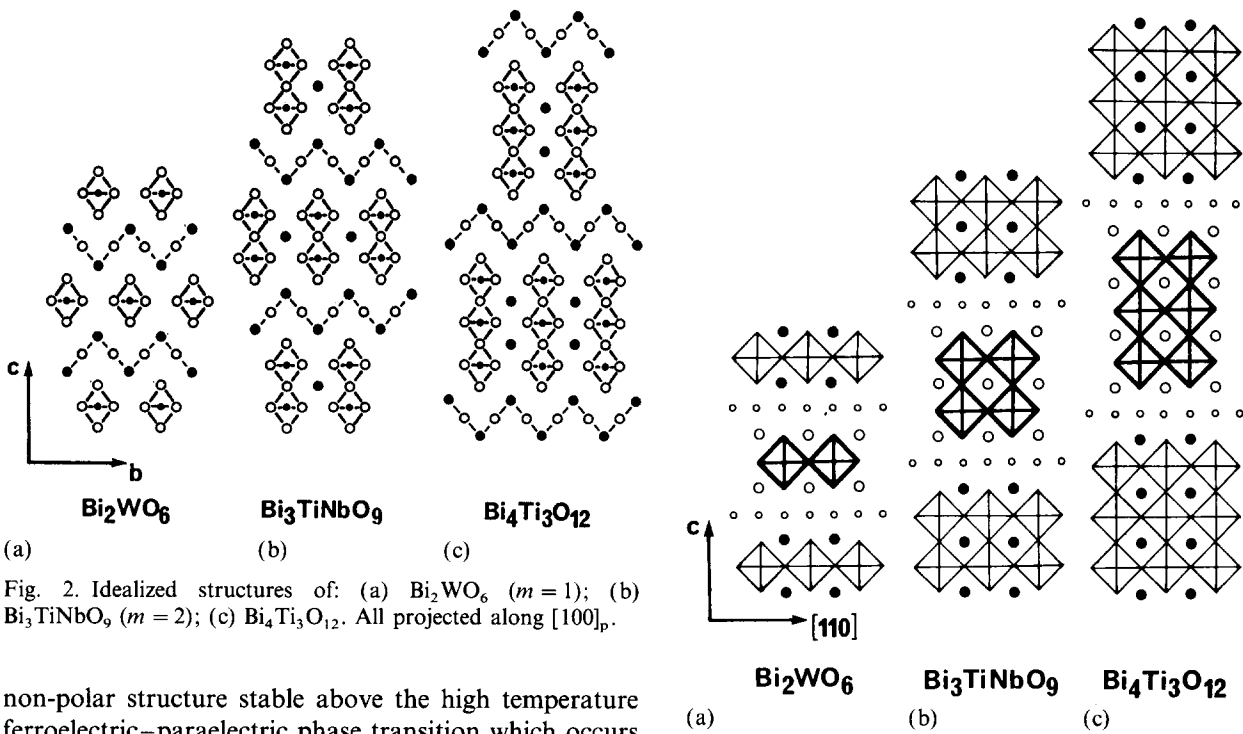 c
b
Bi2WO6
Bi3TiNbO9
Bi4Ti3O12
(a)
(b)
(c)
Fig. 2. Idealized structures of: (a) Bi2WO6 (m = 1); (b)
Bi3TiNbO9 (m = 2); (c) Bi4Ti3O12. All projected along [100]p.
non-polar structure stable above the high temperature
ferroelectric–paraelectric phase transition which occurs
c
[110]
Bi2WO6
Bi3TiNbO9
Bi4Ti3O12
(a)
(b)
(c)